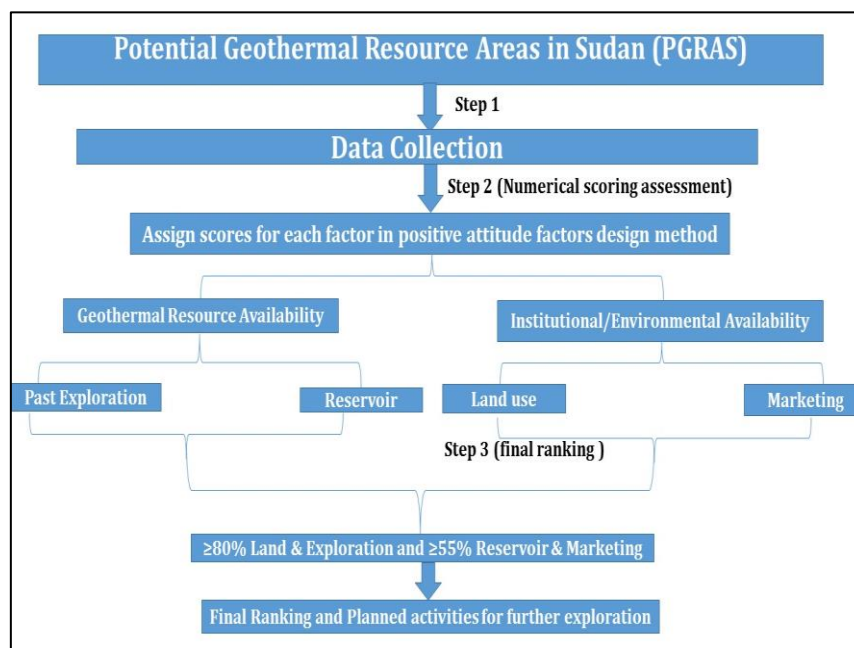 Potential Geothermal Resource Areas in Sudan (PGRAS)
Step 1
Data Collection
Step 2 (Numerical scoring assessment)
Assign scores for each factor in positive attitude factors design method
Geothermal Resource Availability
Institutional/Environmental Availability
Past Exploration
Reservoir
Land use
Marketing
Step 3 (final ranking )
≥80% Land & Exploration and ≥55% Reservoir & Marketing
Final Ranking and Planned activities for further exploration